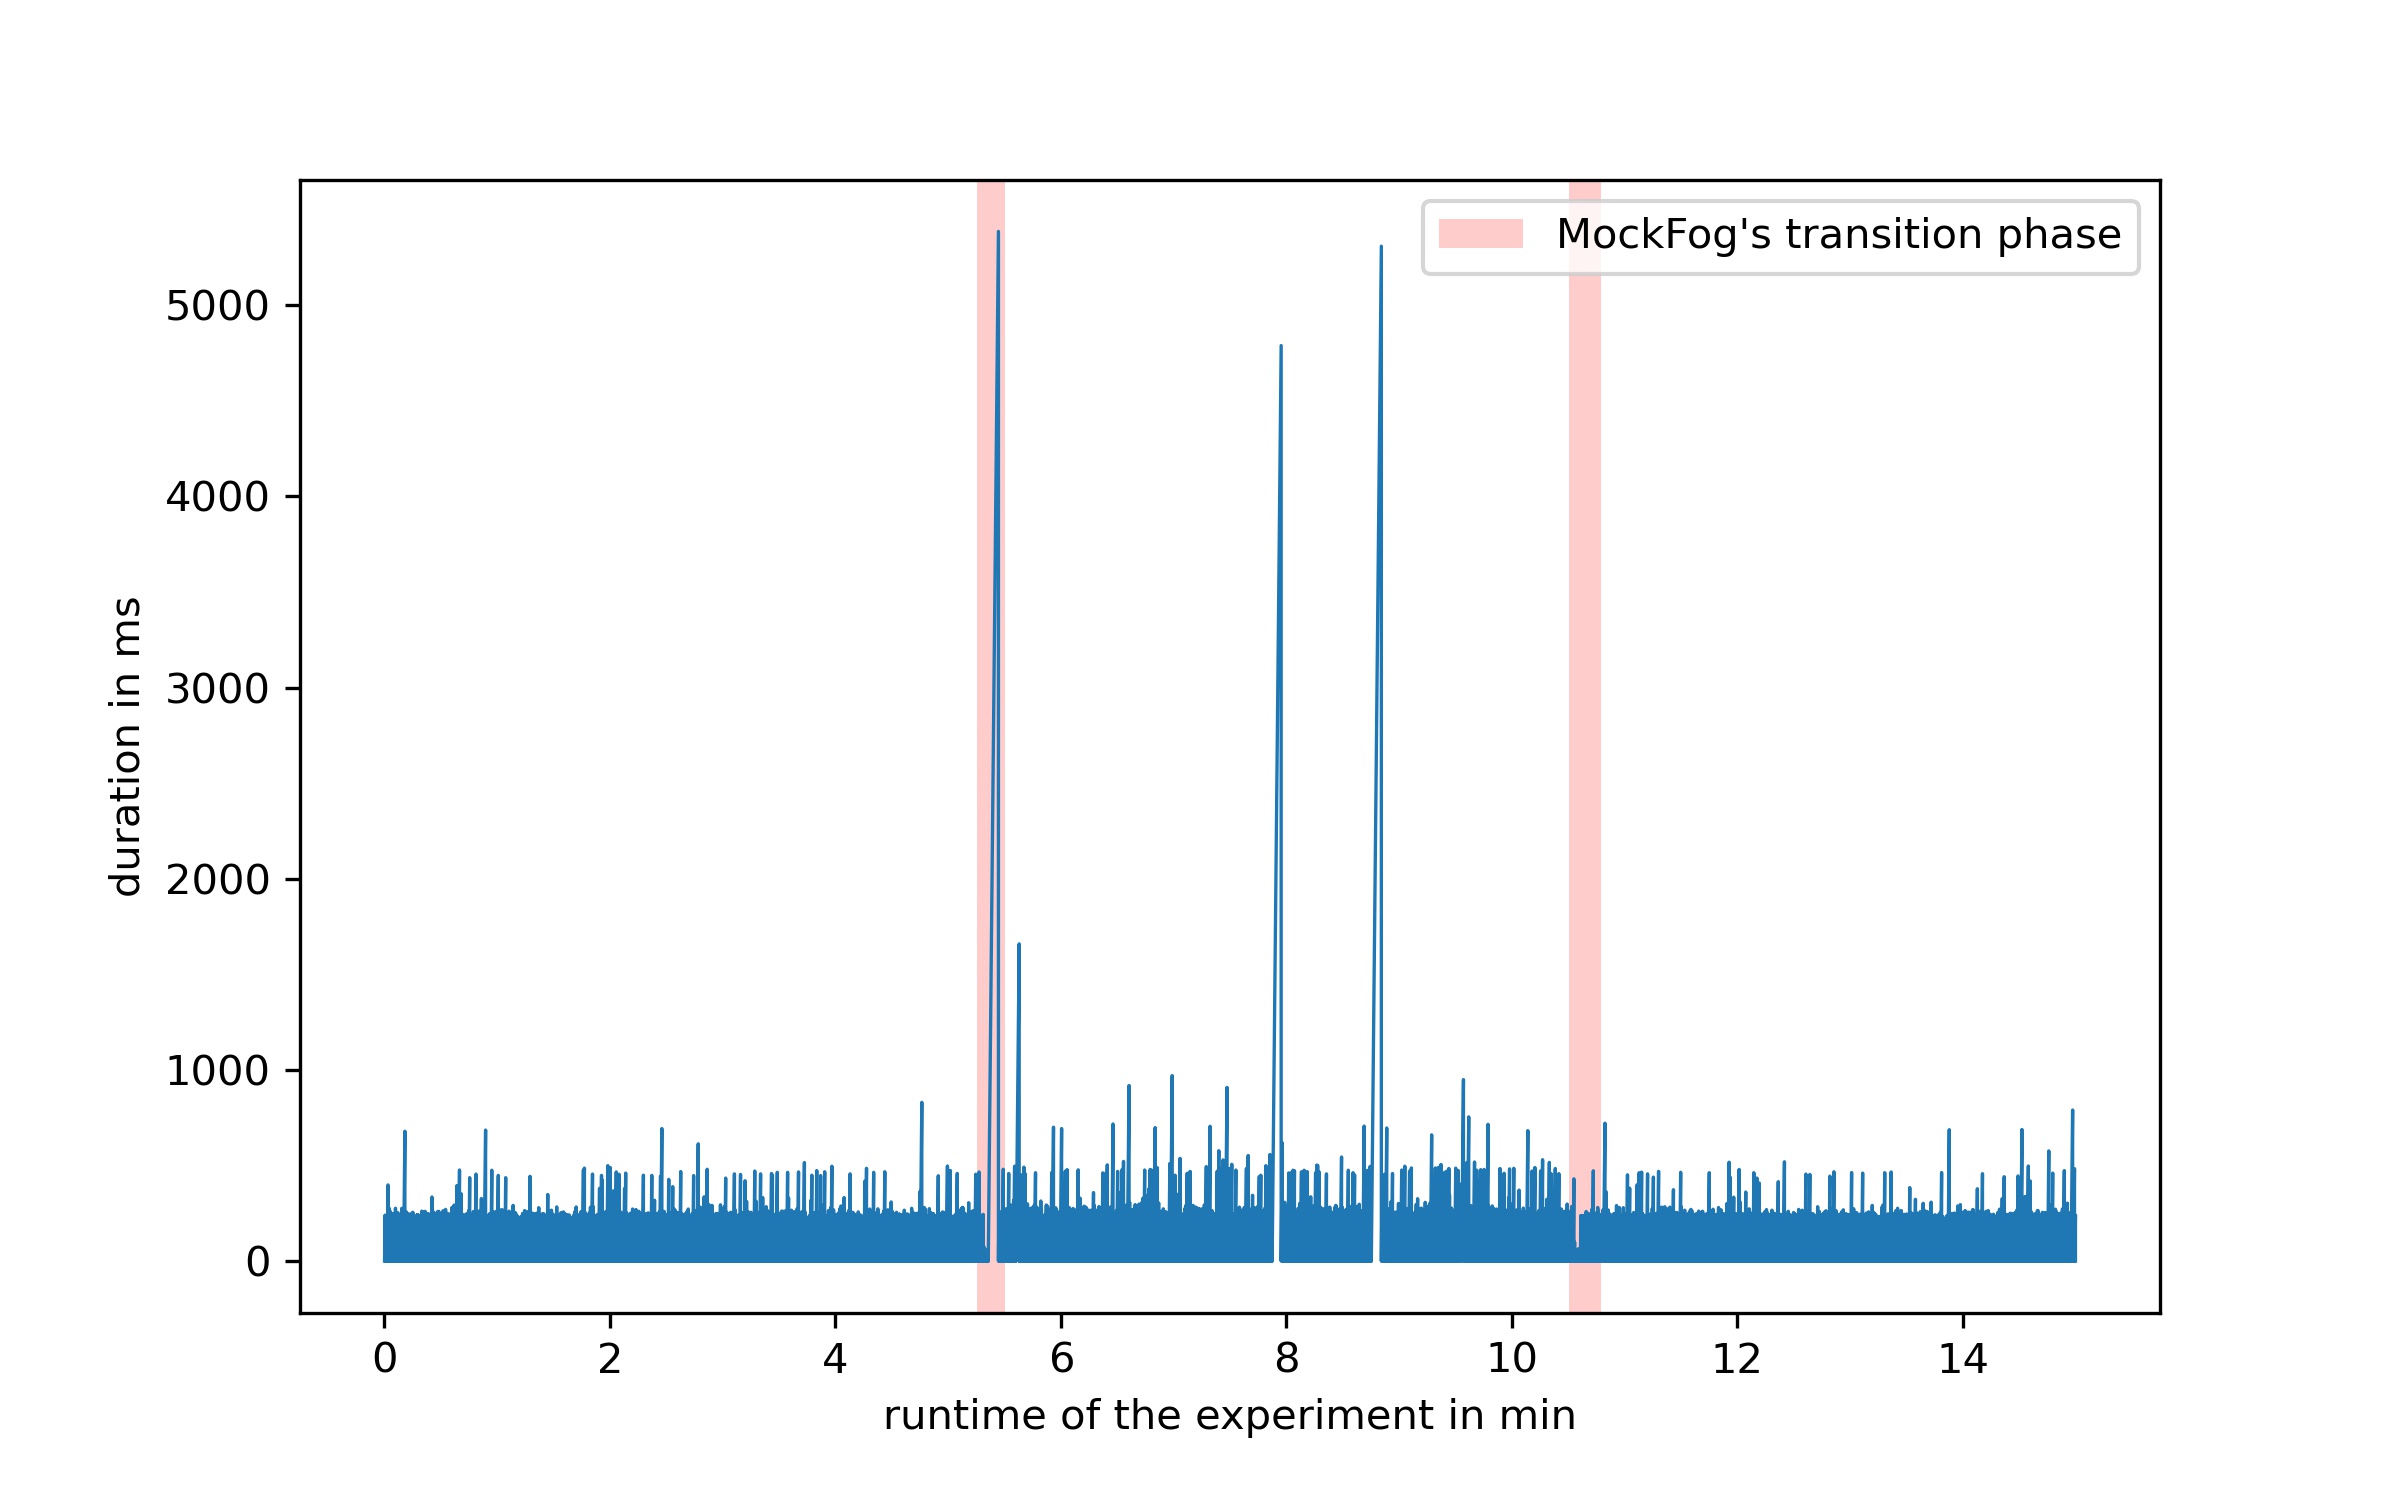 MockFog's transition phase
5000
4000
3000
2000
1000
0
duration in ms
0 2 4 6 8 10 12 14
runtime of the experiment in min